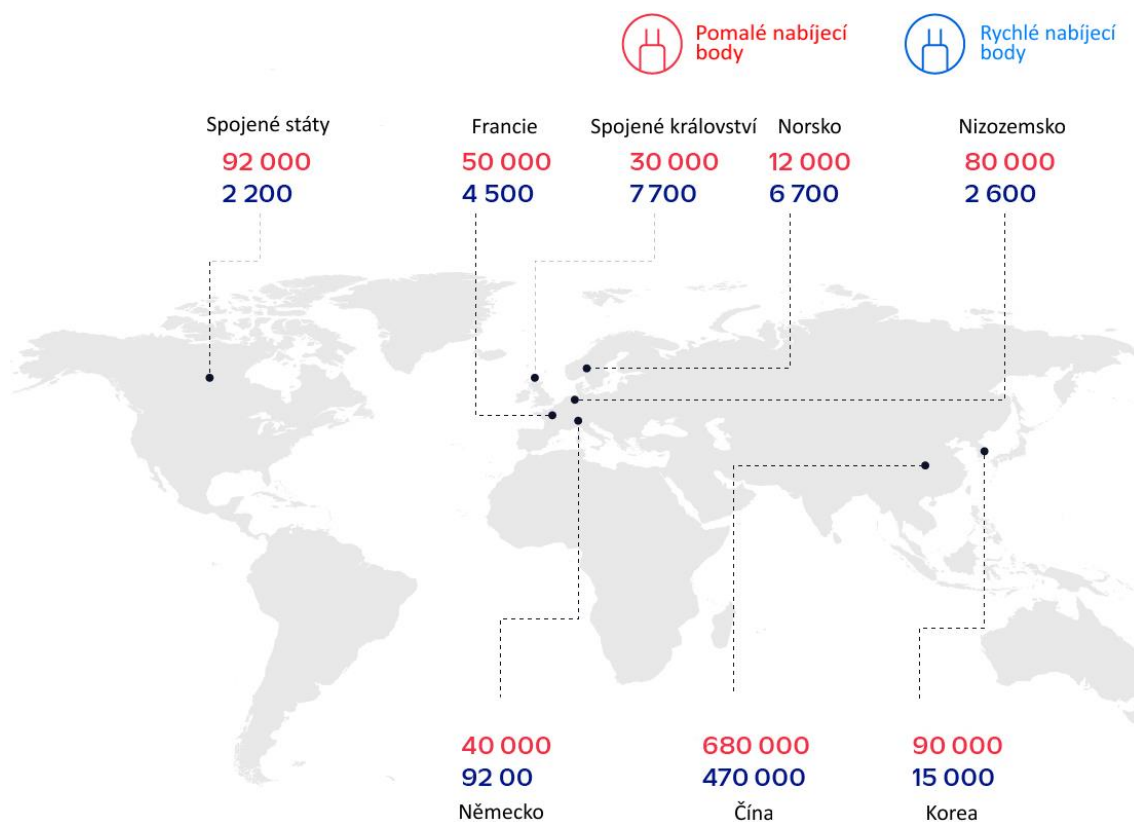 Pomalé nabíjecí
body
Rychlé nabíjecí
body
Spojené státy
92 000
2 200
Francie
50 000
4 500
Spojené království
30 000
7 700
Norsko
12 000
6 700
Nizozemsko
80 000
2 600
40 000
92 00
Německo
680 000
470 000
Čína
90 000
15 000
Korea